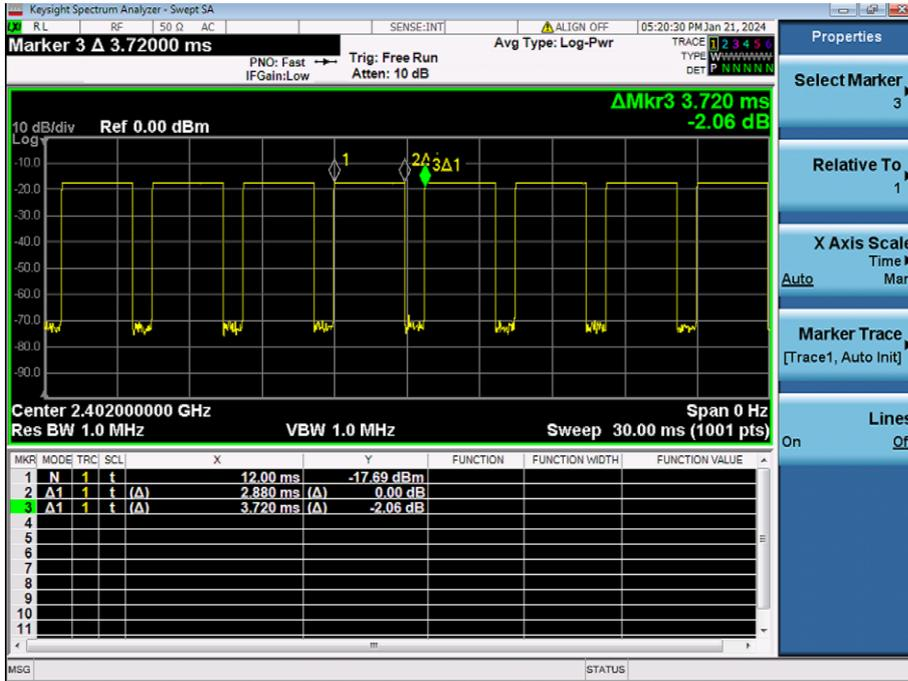 Keysight Spectrum Analyzer - Swept SA
LXI RL RF 50 Ω AC SENSE:INT ALIGN OFF 05:20:30 PM Jan 21, 2024
Marker 3 Δ 3.72000 ms
PNO: Fast
IFGain:Low
Trig: Free Run
Atten: 10 dB
Avg Type: Log-Pwr
TRACE 1 2 3 4 5 6
TYPE W
DET P N N N N N
ΔMkr3 3.720 ms
-2.06 dB
10 dB/div Ref 0.00 dBm
Log
-10.0
-20.0
-30.0
-40.0
-50.0
-60.0
-70.0
-90.0
1
2Δ1
3Δ1
Center 2.402000000 GHz Span 0 Hz
Res BW 1.0 MHz VBW 1.0 MHz Sweep 30.00 ms (1001 pts)
MKR MODE TRC SCL X Y FUNCTION FUNCTION WIDTH FUNCTION VALUE
1 N 1 t 12.00 ms -17.69 dBm
2 Δ1 1 t (Δ) 2.880 ms (Δ) 0.00 dB
3 Δ1 1 t (Δ) 3.720 ms (Δ) -2.06 dB
4
5
6
7
8
9
10
11
MSG STATUS
Properties
Select Marker
3
Relative To
1
X Axis Scale
Time
Auto Man
Marker Trace
[Trace1, Auto Init]
Lines
On Off